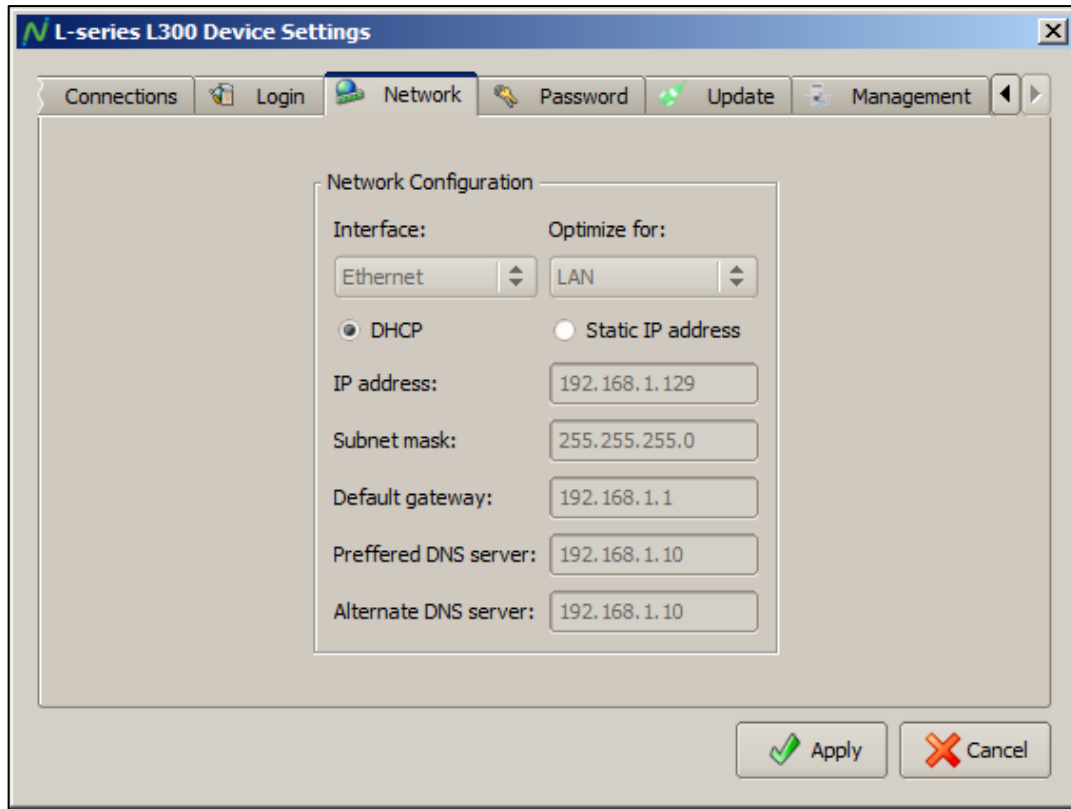 L-series L300 Device Settings
Connections Login Network Password Update Management
Network Configuration
Interface: Optimize for:
Ethernet LAN
DHCP Static IP address
IP address: 192.168.1.129
Subnet mask: 255.255.255.0
Default gateway: 192.168.1.1
Preffered DNS server: 192.168.1.10
Alternate DNS server: 192.168.1.10
Apply Cancel